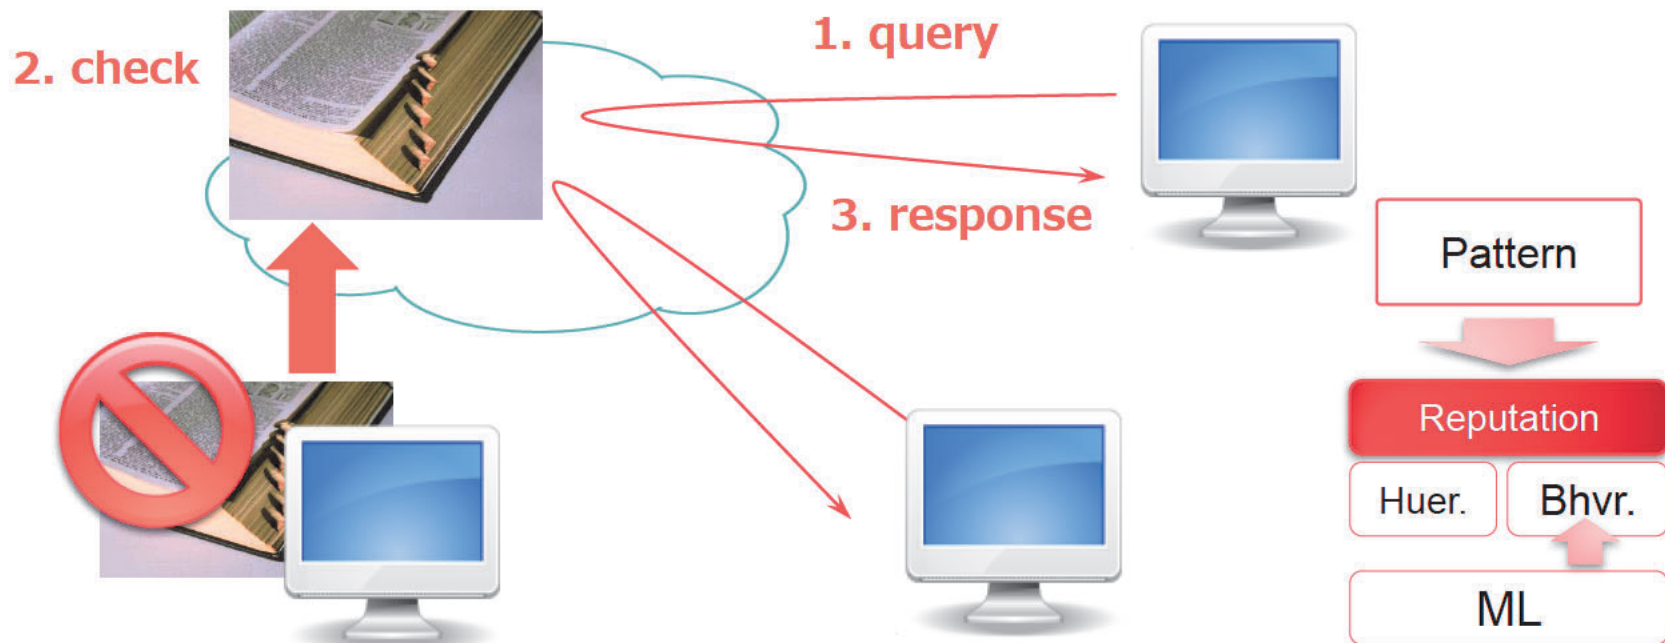 1. query
2. check
3. response
Pattern
Reputation
Huer.
Bhvr.
ML